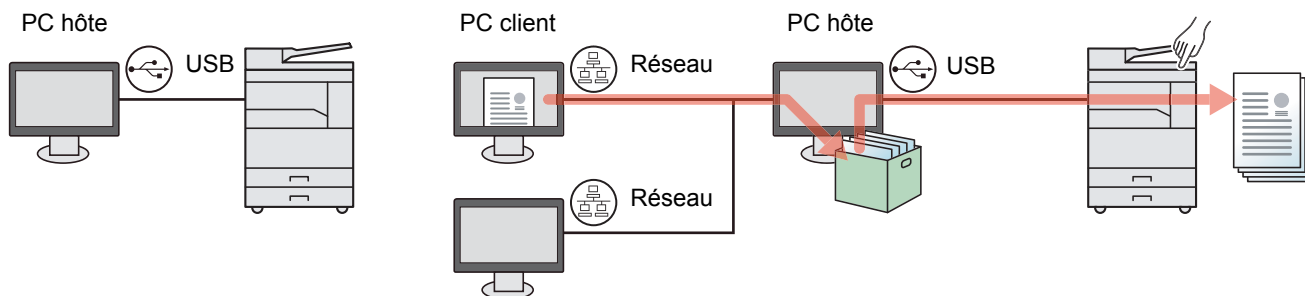 PC hôte
USB
PC client
Réseau
PC hôte
USB
Réseau